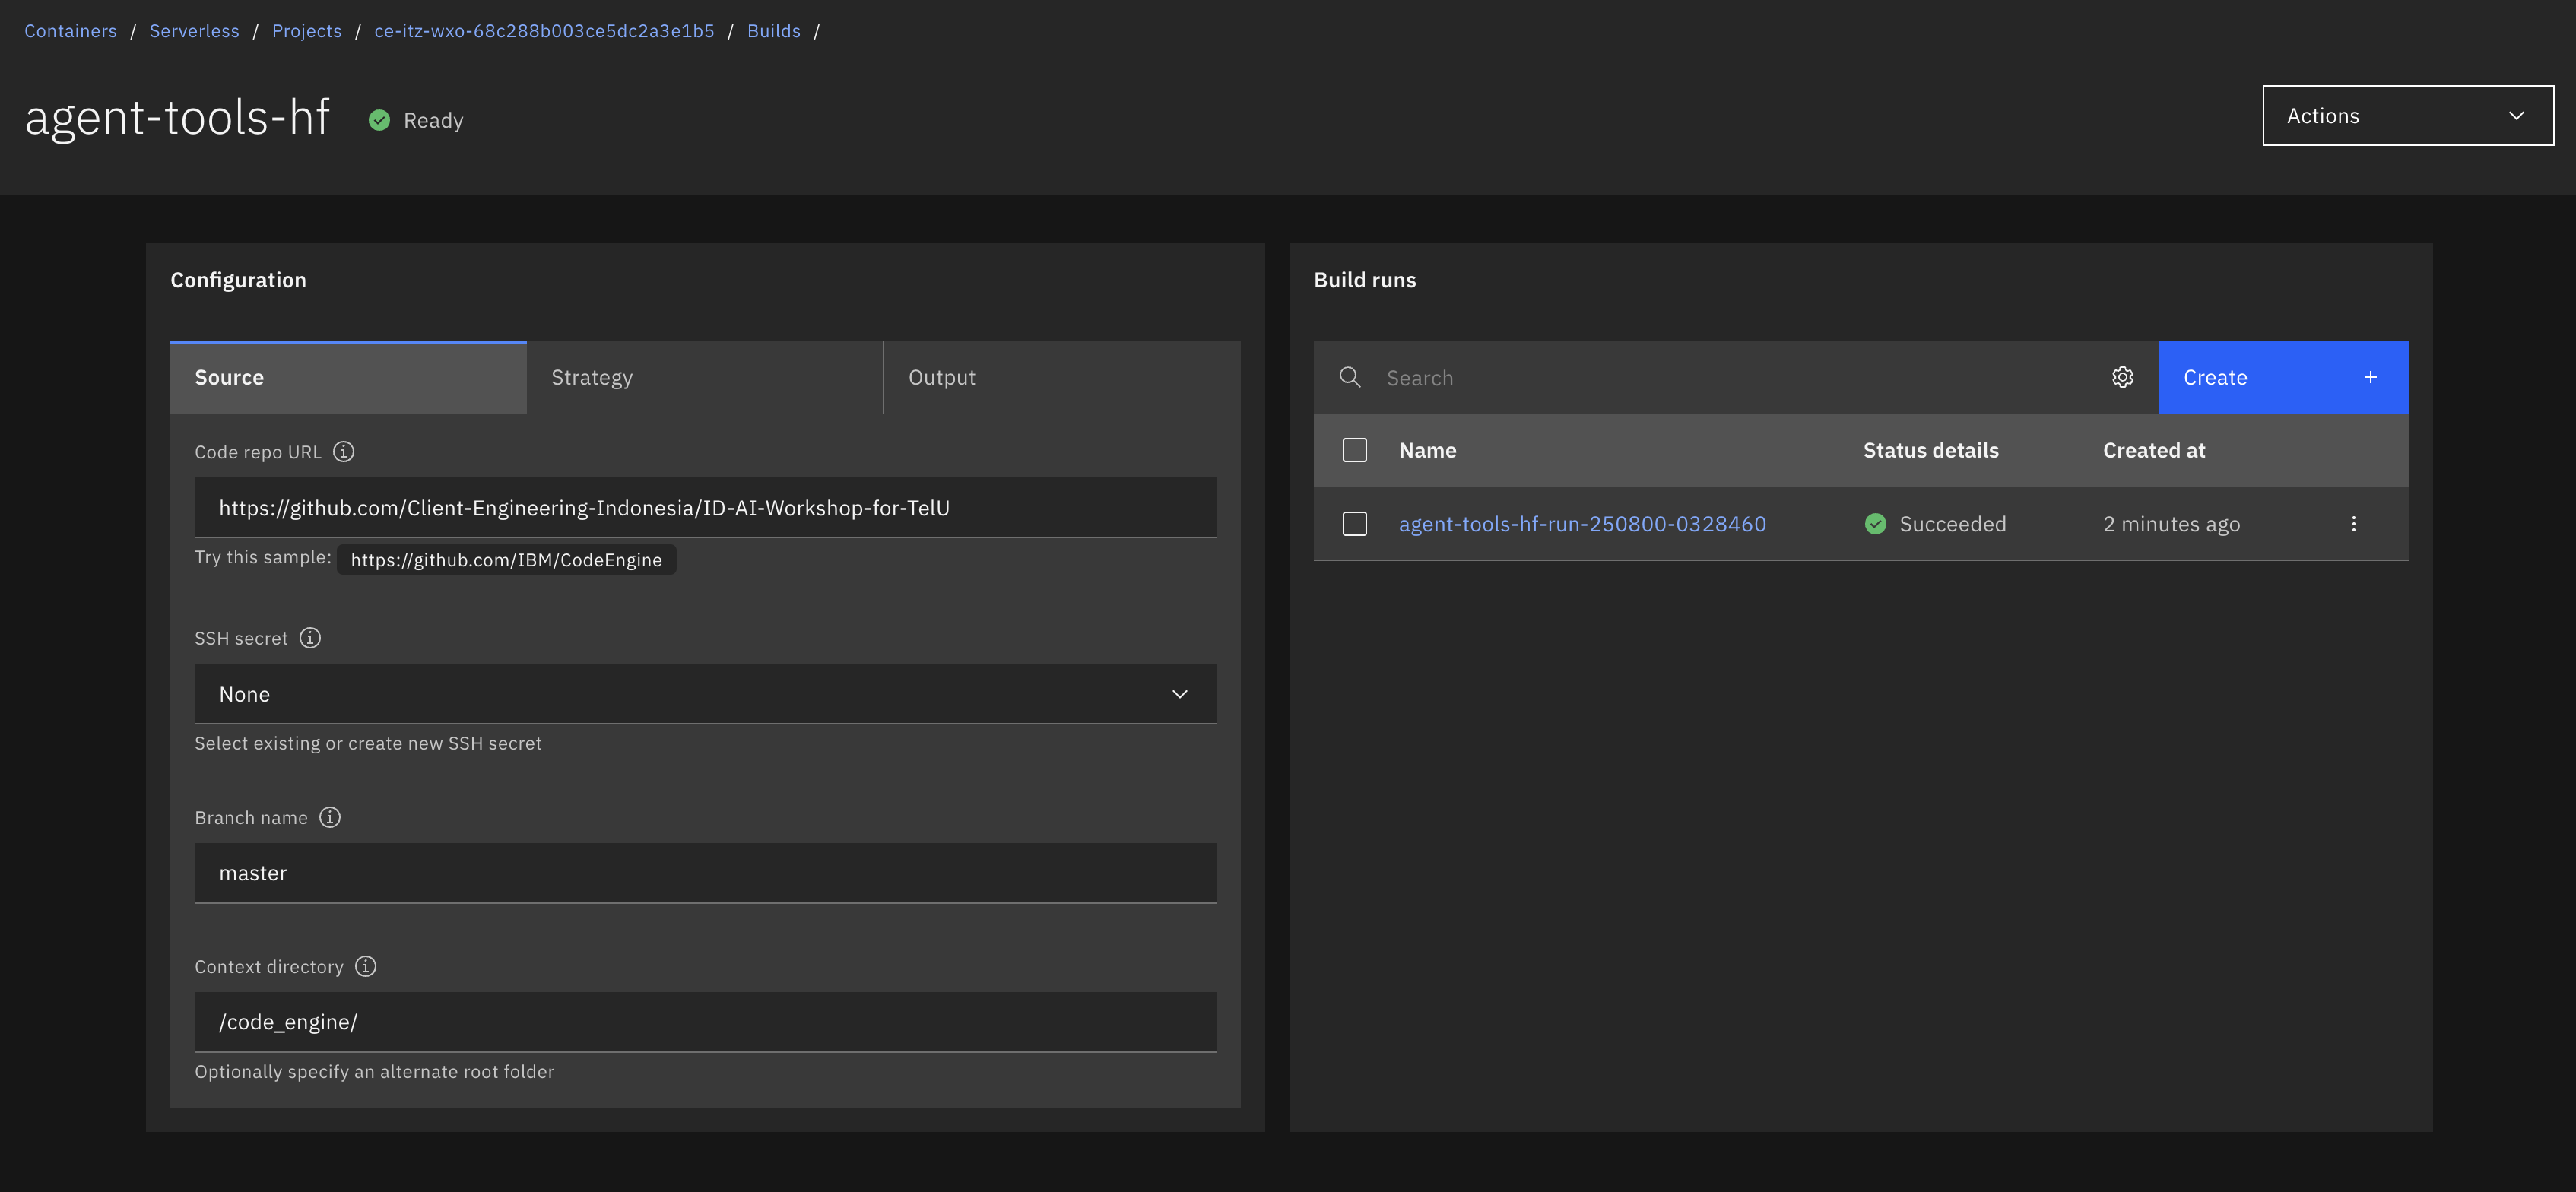 Containers / Serverless / Projects / ce-itz-wxo-68c288b003ce5dc2a3e1b5 / Builds /
agent-tools-hf
Ready
Actions
Configuration
Source
Strategy
Output
Code repo URL
https://github.com/Client-Engineering-Indonesia/ID-AI-Workshop-for-TelU
Try this sample: https://github.com/IBM/CodeEngine
SSH secret
None
Select existing or create new SSH secret
Branch name
master
Context directory
/code_engine/
Optionally specify an alternate root folder
Build runs
Search
Create +
Name Status details Created at
agent-tools-hf-run-250800-0328460 Succeeded 2 minutes ago